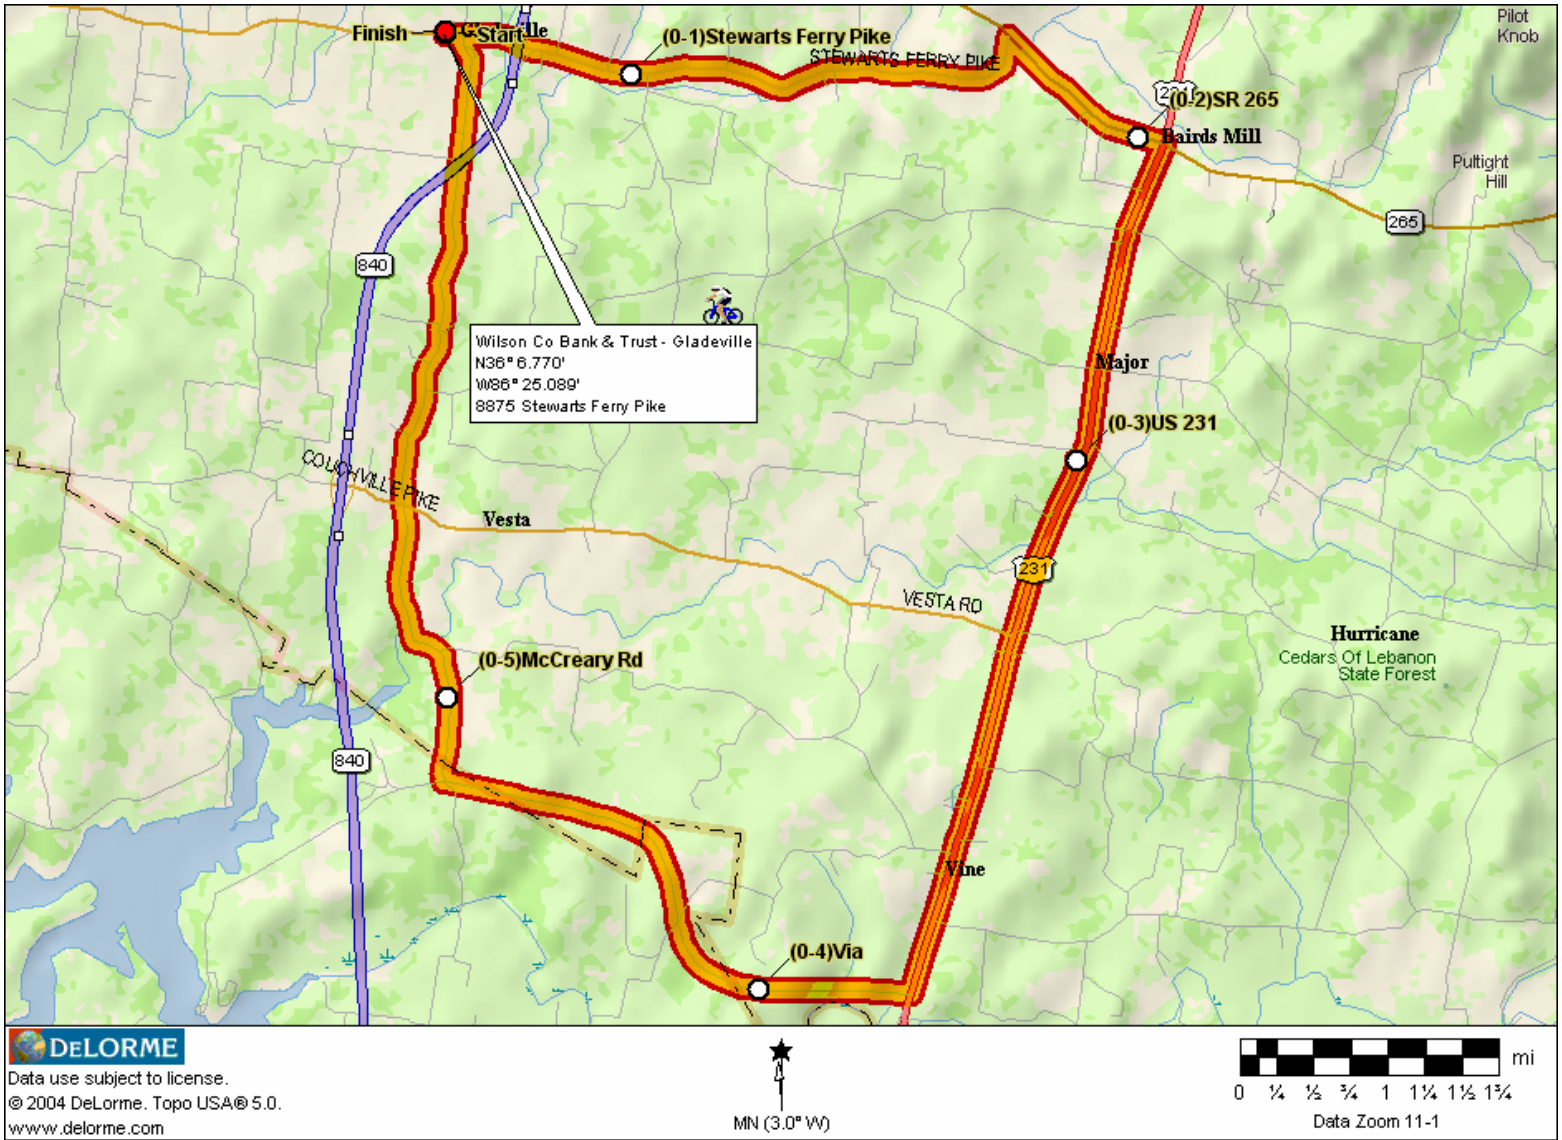 Pilot
Knob
Finish
Gladeville
Start
(0-1)Stewarts Ferry Pike
STEWARTS FERRY PIKE
231
(0-2)SR 265
Bairds Mill
Pultight
Hill
265
840
Wilson Co Bank & Trust - Gladeville
N36° 6.770'
W86° 25.089'
8875 Stewarts Ferry Pike
Major
(0-3)US 231
COUCHVILLE PIKE
Vesta
231
VESTA RD
Hurricane
Cedars Of Lebanon
State Forest
(0-5)McCreary Rd
840
Vine
(0-4)Via
DELORME
Data use subject to license.
© 2004 DeLorme. Topo USA® 5.0.
www.delorme.com
MN (3.0° W)
mi
0 ¼ ½ ¾ 1 1¼ 1½ 1¾
Data Zoom 11-1